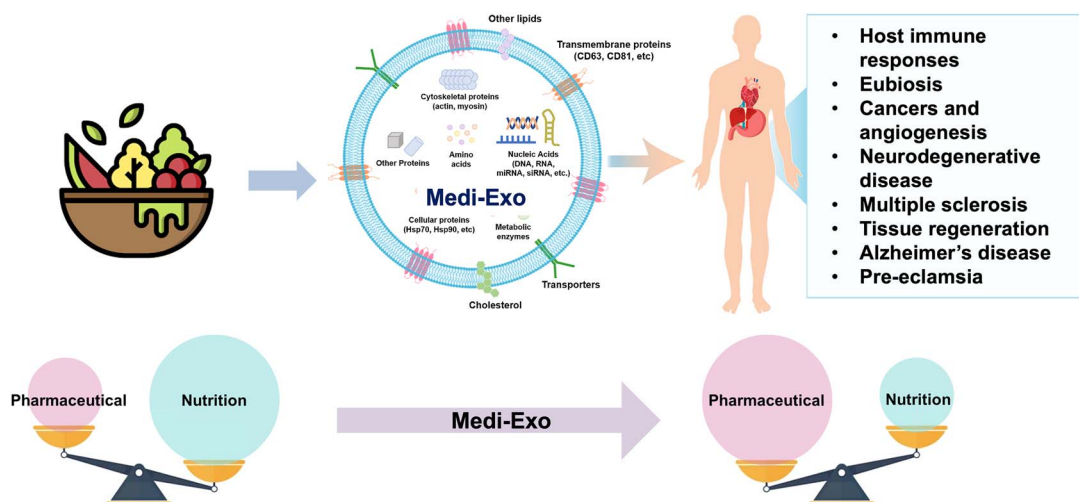 Other lipids
Transmembrane proteins
(CD63, CD81, etc)
Cytoskeletal proteins
(actin, myosin)
Other Proteins
Amino
acids
Nucleic Acids
(DNA, RNA,
miRNA, siRNA, etc.)
Medi-Exo
Cellular proteins
(Hsp70, Hsp90, etc)
Metabolic
enzymes
Transporters
Cholesterol
• Host immune
responses
• Eubiosis
• Cancers and
angiogenesis
• Neurodegenerative
disease
• Multiple sclerosis
• Tissue regeneration
• Alzheimer's disease
• Pre-eclamsia
Pharmaceutical
Nutrition
Medi-Exo
Pharmaceutical
Nutrition